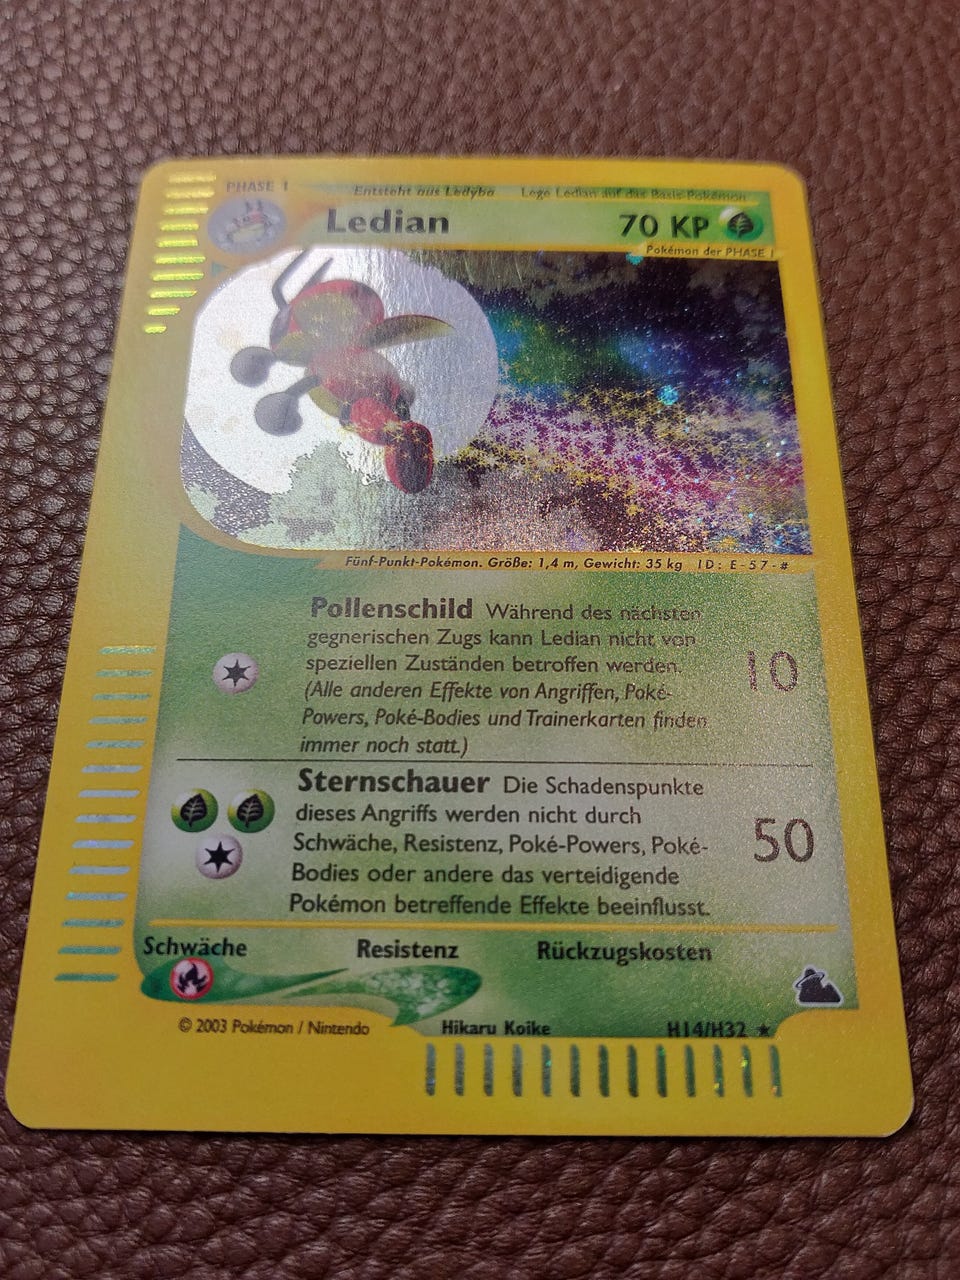 PHASE 1
Entsteht aus Ledyba
Lege Ledian auf das Basis-Pokémon
Ledian
70 KP
Pokémon der PHASE 1
Fünf-Punkt-Pokémon. Größe: 1,4 m, Gewicht: 35 kg ID: E-57-#
Pollenschild Während des nächsten
gegnerischen Zugs kann Ledian nicht von
speziellen Zuständen betroffen werden.
(Alle anderen Effekte von Angriffen, Poké-
Powers, Poké-Bodies und Trainerkarten finden
immer noch statt.)
10
Sternschauer Die Schadenspunkte
dieses Angriffs werden nicht durch
Schwäche, Resistenz, Poké-Powers, Poké-
Bodies oder andere das verteidigende
Pokémon betreffende Effekte beeinflusst.
50
Schwäche Resistenz Rückzugskosten
© 2003 Pokémon / Nintendo Hikaru Koike H14/H32 ★